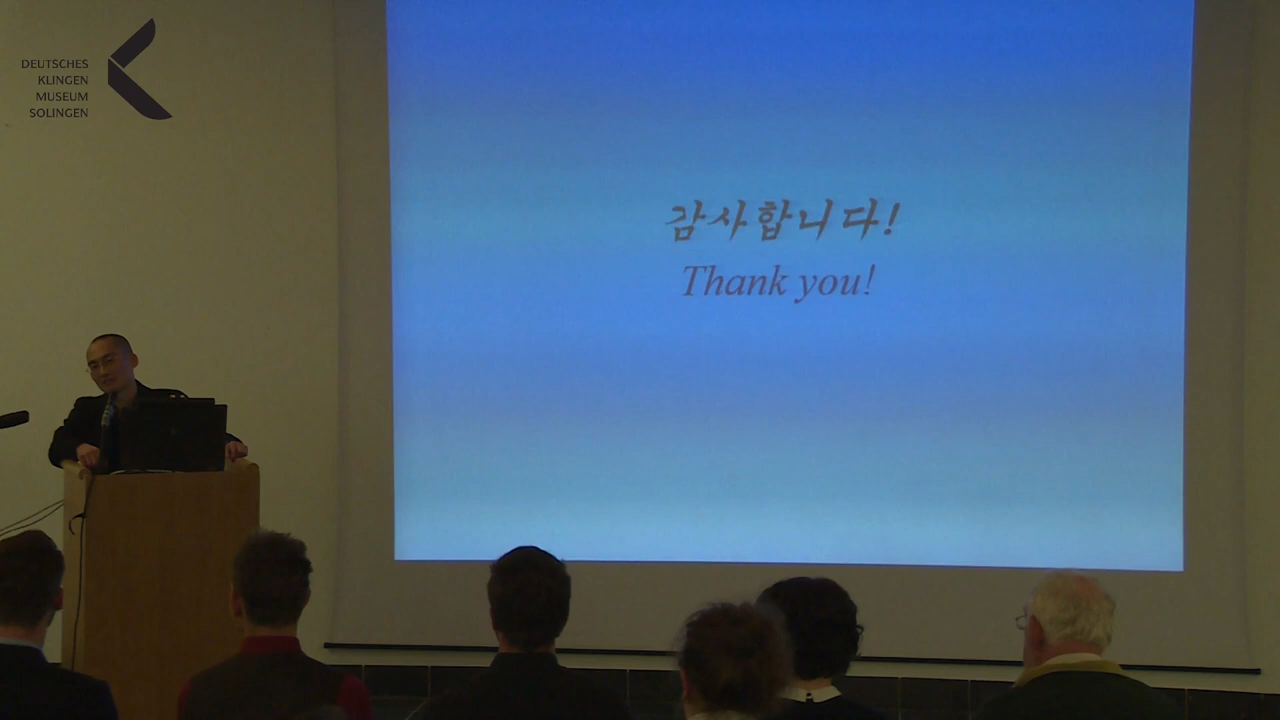 DEUTSCHES
KLINGEN
MUSEUM
SOLINGEN
감사합니다!
Thank you!